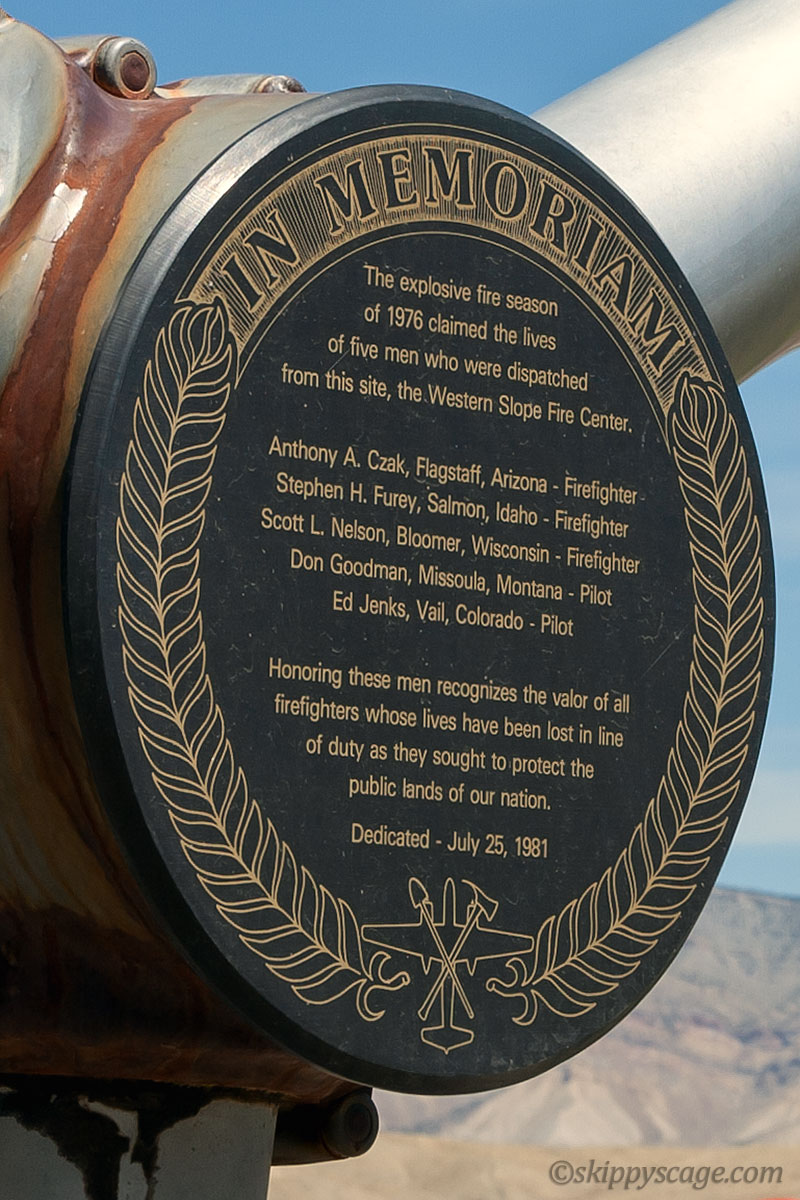 IN MEMORIAM
The explosive fire season
of 1976 claimed the lives
of five men who were dispatched
from this site, the Western Slope Fire Center.
Anthony A. Czak, Flagstaff, Arizona - Firefighter
Stephen H. Furey, Salmon, Idaho - Firefighter
Scott L. Nelson, Bloomer, Wisconsin - Firefighter
Don Goodman, Missoula, Montana - Pilot
Ed Jenks, Vail, Colorado - Pilot
Honoring these men recognizes the valor of all
firefighters whose lives have been lost in line
of duty as they sought to protect the
public lands of our nation.
Dedicated - July 25, 1981
©skippyscage.com